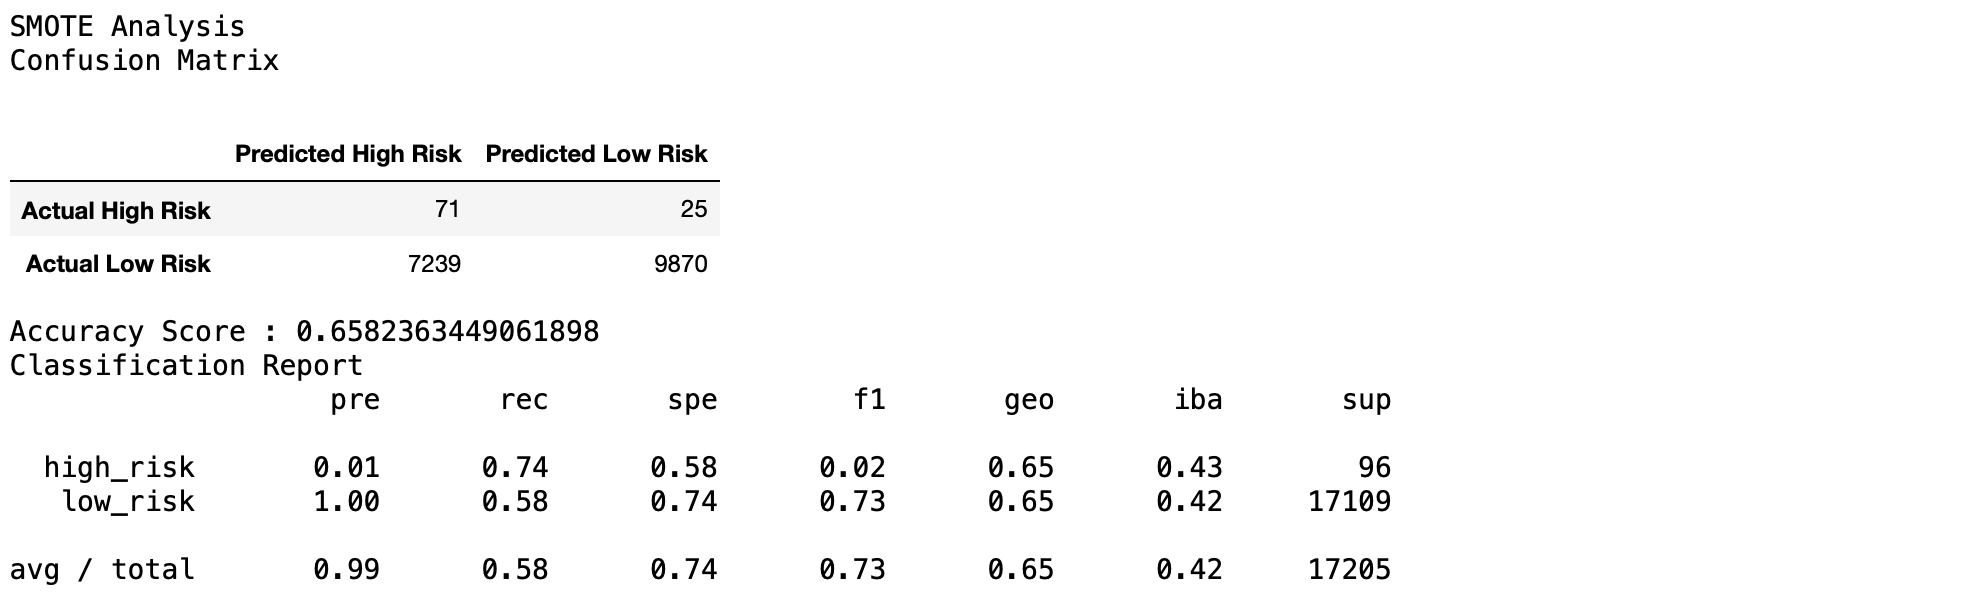 SMOTE Analysis
Confusion Matrix
Predicted High Risk Predicted Low Risk
Actual High Risk 71 25
Actual Low Risk 7239 9870
Accuracy Score : 0.6582363449061898
Classification Report
pre rec spe f1 geo iba sup
high_risk 0.01 0.74 0.58 0.02 0.65 0.43 96
low_risk 1.00 0.58 0.74 0.73 0.65 0.42 17109
avg / total 0.99 0.58 0.74 0.73 0.65 0.42 17205